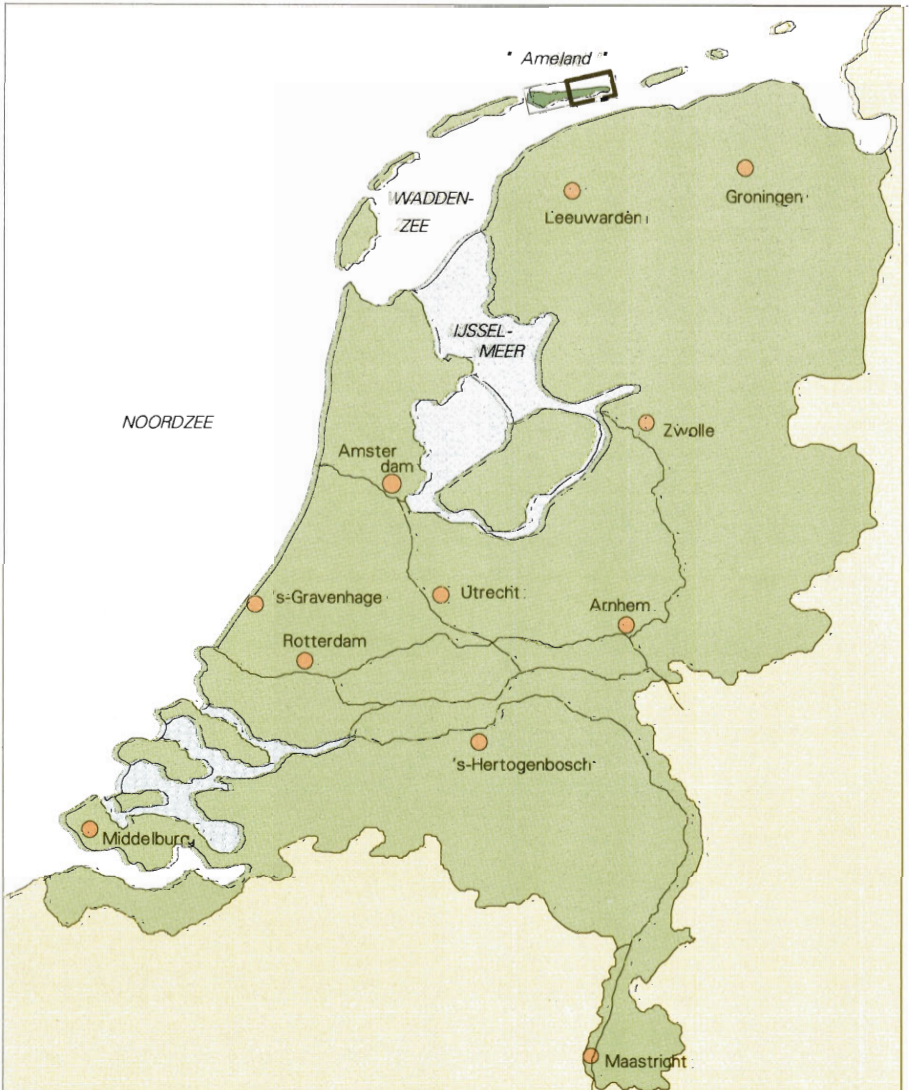 Ameland
WADDEN-
ZEE
Leeuwarden
Groningen
IJSSEL-
MEER
NOORDZEE
Zwolle
Amster
dam
's-Gravenhage
Utrecht
Arnhem
Rotterdam
's-Hertogenbosch
Middelburg
Maastricht